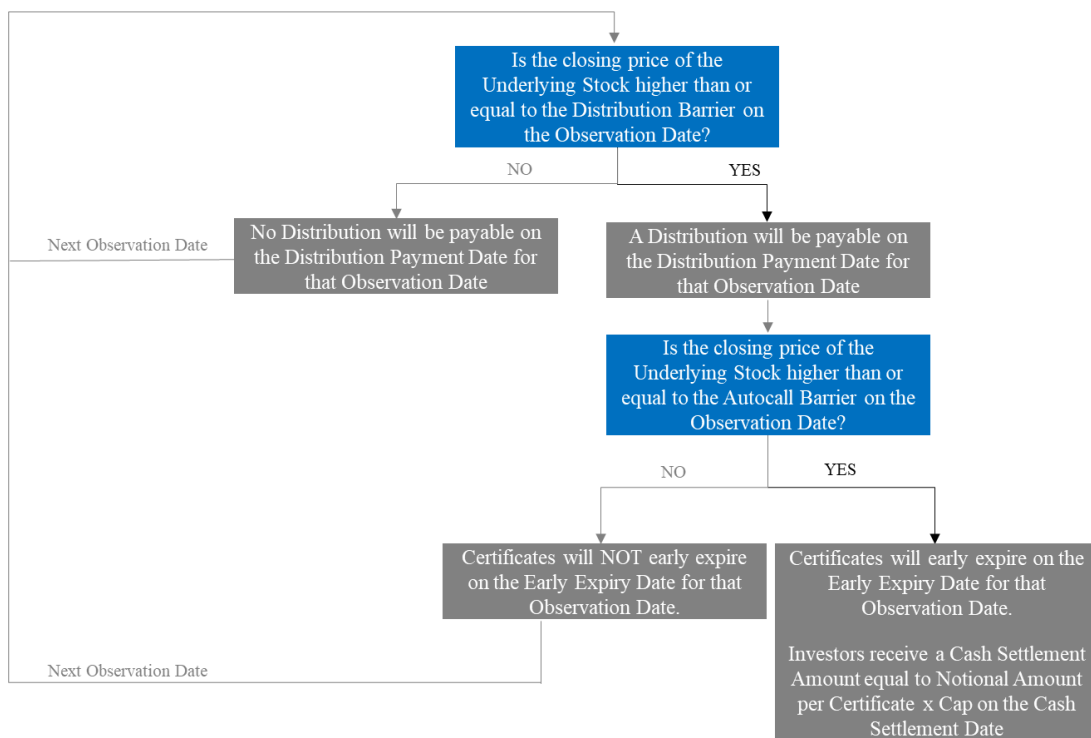 Is the closing price of the
Underlying Stock higher than or
equal to the Distribution Barrier on
the Observation Date?
NO
YES
Next Observation Date
No Distribution will be payable on
the Distribution Payment Date for
that Observation Date
A Distribution will be payable on
the Distribution Payment Date for
that Observation Date
Is the closing price of the
Underlying Stock higher than or
equal to the Autocall Barrier on the
Observation Date?
NO
YES
Certificates will NOT early expire
on the Early Expiry Date for that
Observation Date.
Certificates will early expire on the
Early Expiry Date for that
Observation Date.
Investors receive a Cash Settlement
Amount equal to Notional Amount
per Certificate x Cap on the Cash
Settlement Date
Next Observation Date